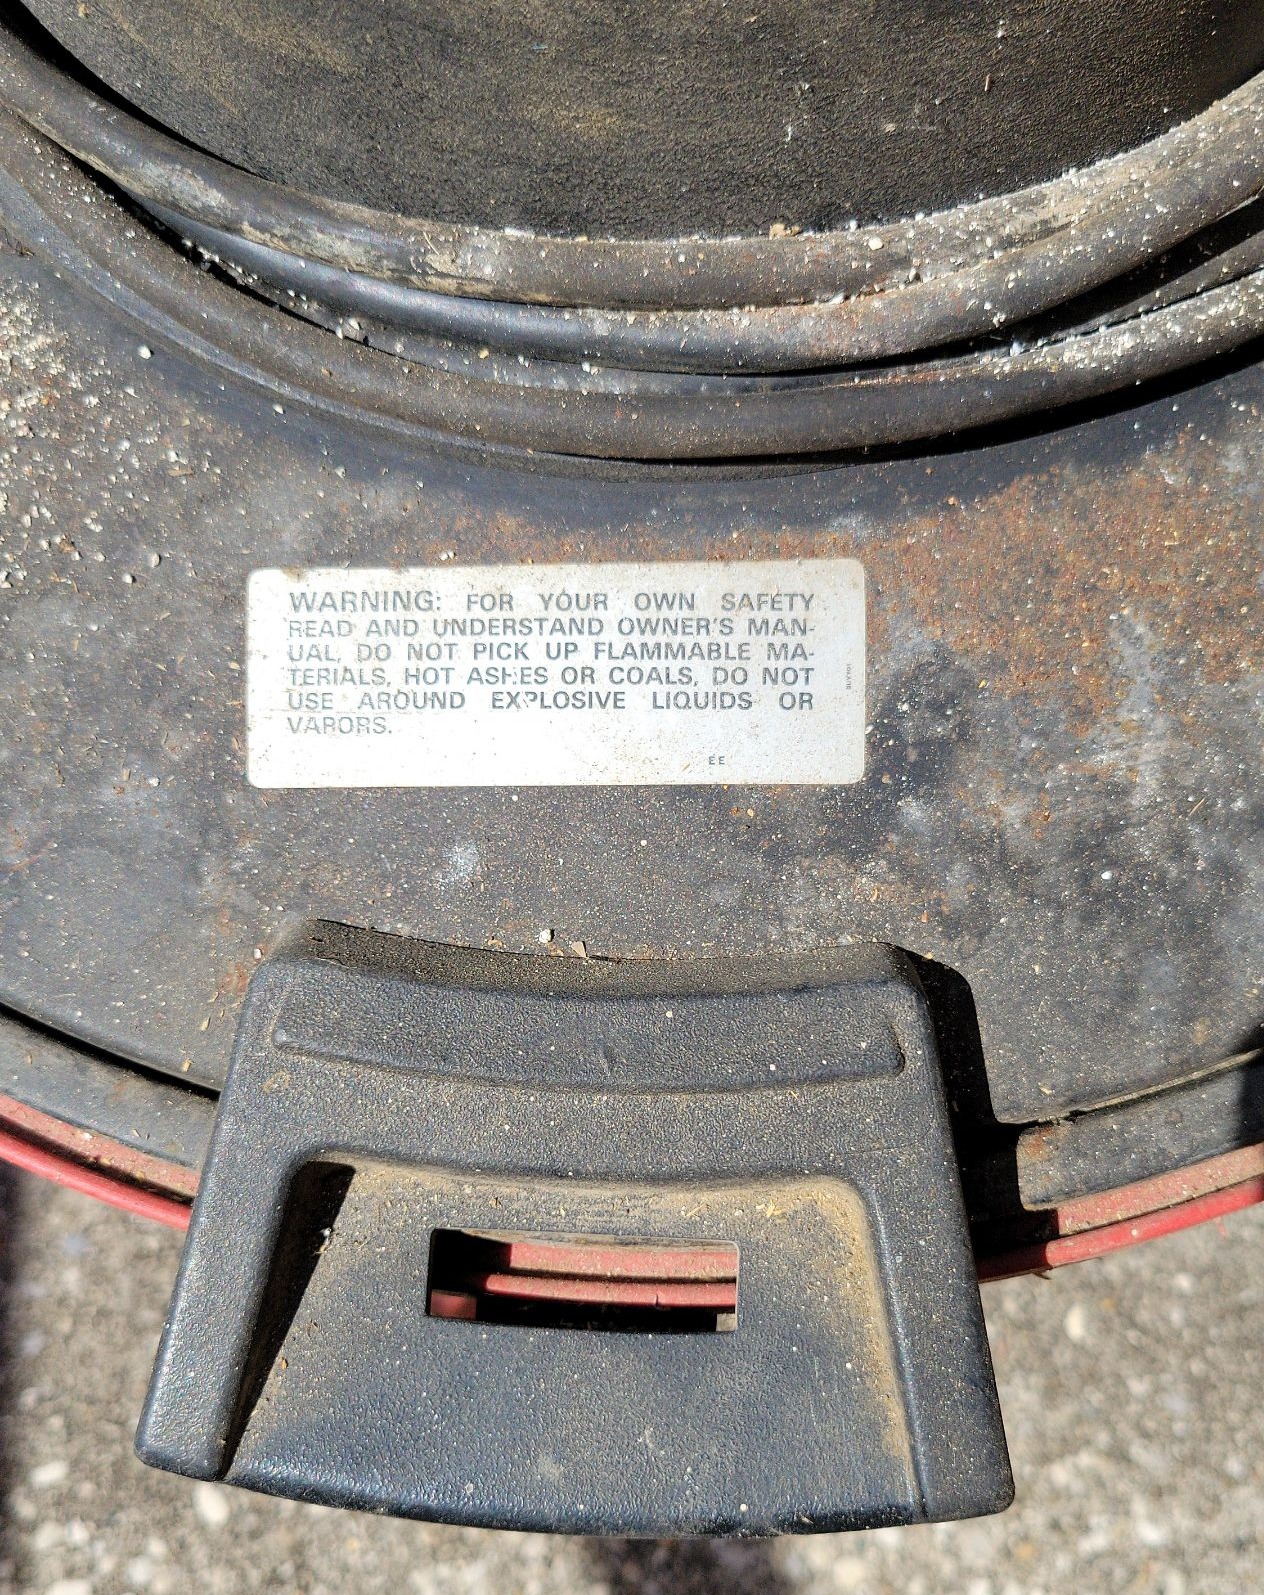 WARNING: FOR YOUR OWN SAFETY
READ AND UNDERSTAND OWNER'S MAN-
UAL. DO NOT PICK UP FLAMMABLE MA-
TERIALS, HOT ASHES OR COALS, DO NOT
USE AROUND EXPLOSIVE LIQUIDS OR
VAPORS.
EE